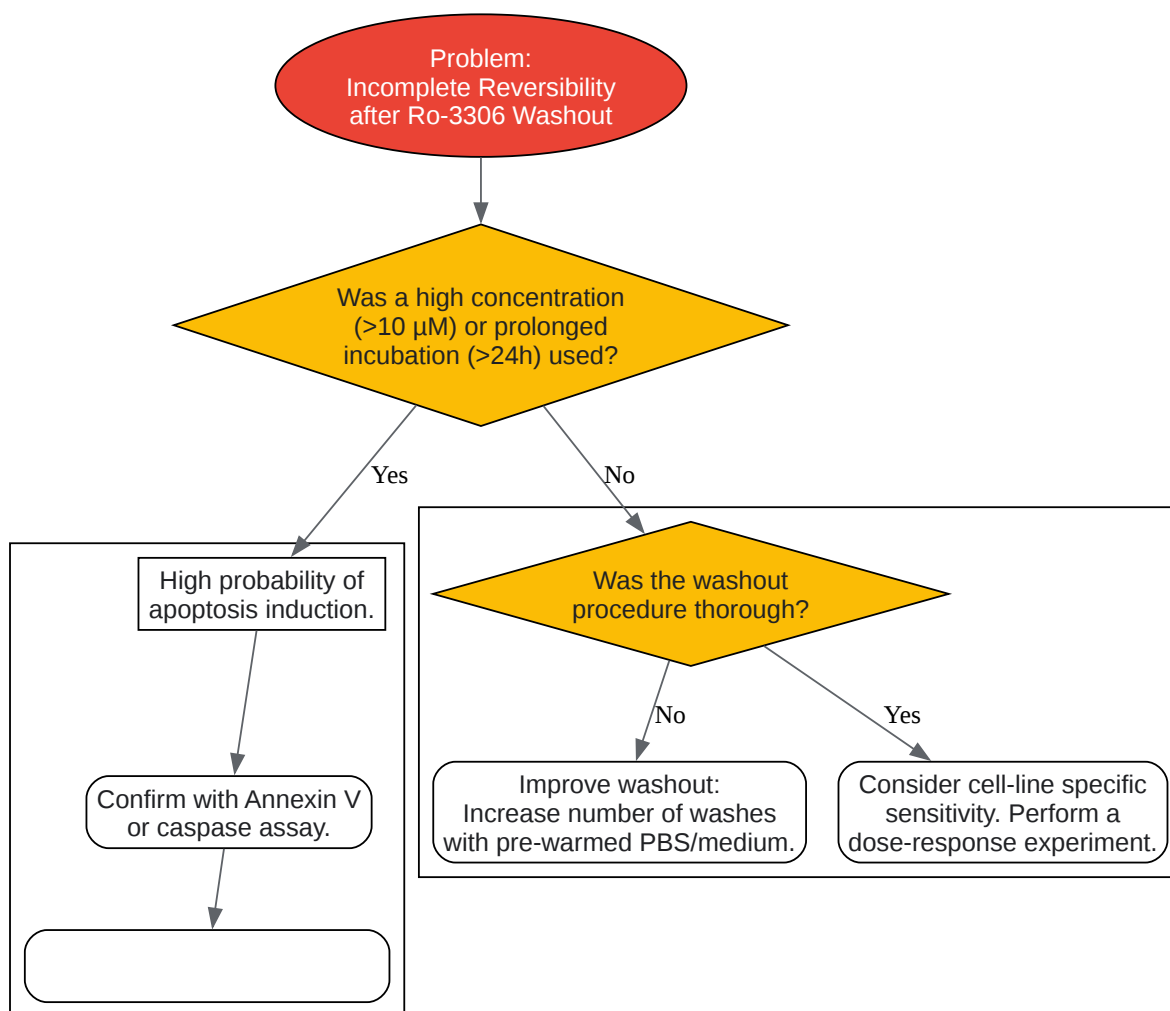 Problem:
Incomplete Reversibility
after Ro-3306 Washout
Was a high concentration
(>10 µM) or prolonged
incubation (>24h) used?
Yes
No
High probability of
apoptosis induction.
Confirm with Annexin V
or caspase assay.
Was the washout
procedure thorough?
No
Yes
Improve washout:
Increase number of washes
with pre-warmed PBS/medium.
Consider cell-line specific
sensitivity. Perform a
dose-response experiment.